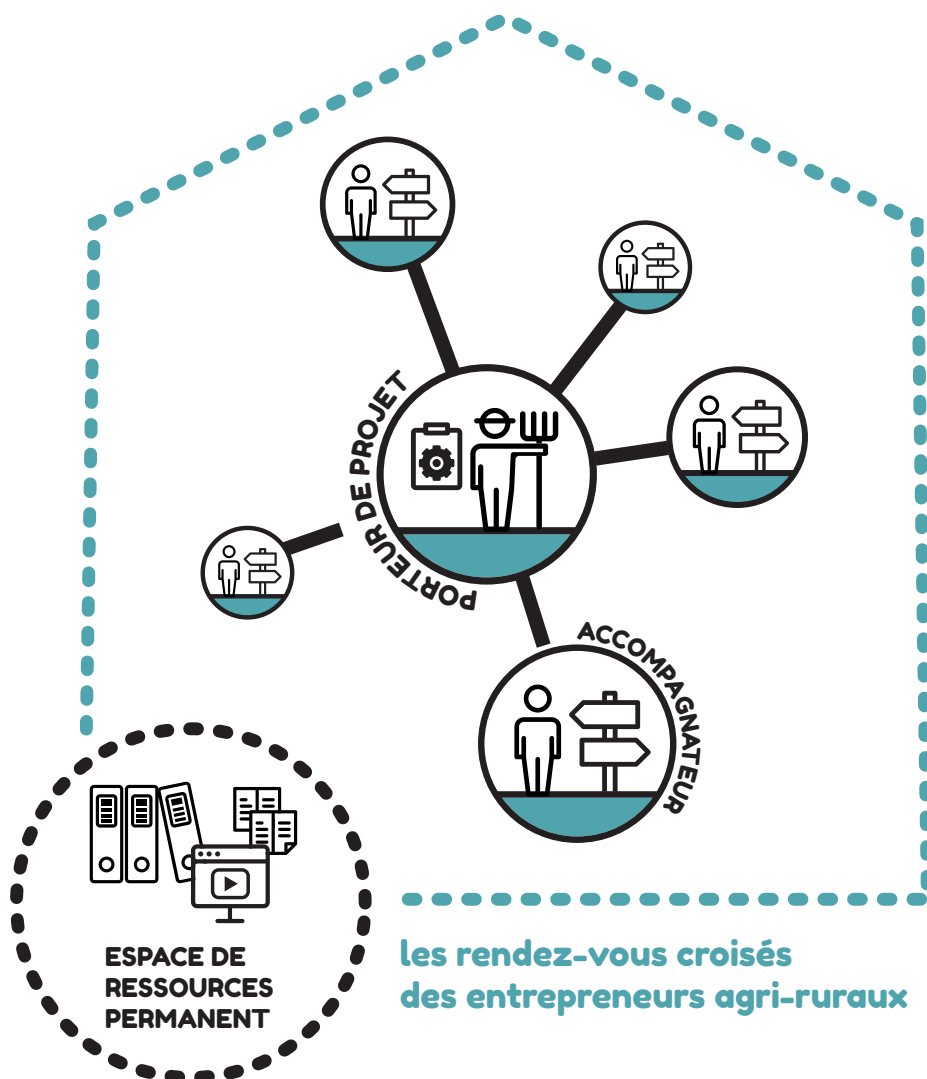 PORTEUR DE PROJET
ACCOMPAGNATEUR
ESPACE DE
RESSOURCES
PERMANENT
les rendez-vous croisés
des entrepreneurs agri-ruraux